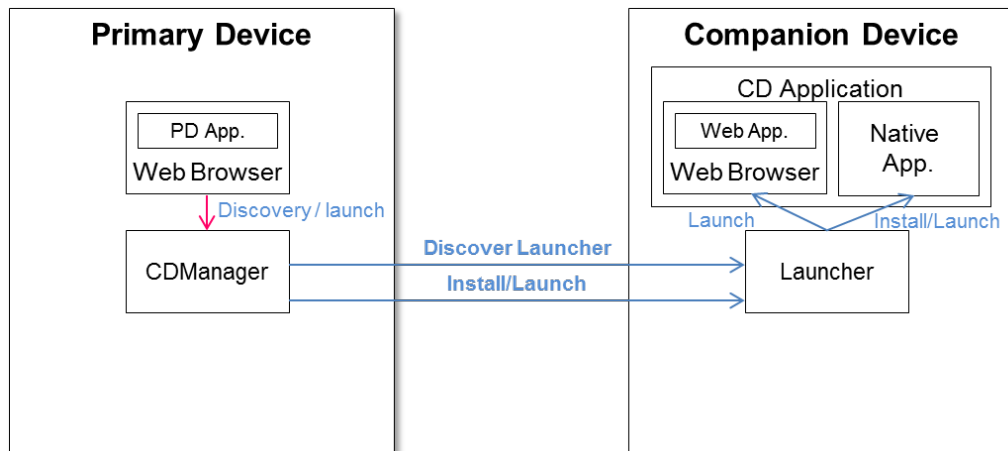 Primary Device
Companion Device
PD App.
Web Browser
Discovery / launch
CDManager
Discover Launcher
Install/Launch
CD Application
Web App.
Web Browser
Native
App.
Launch
Install/Launch
Launcher